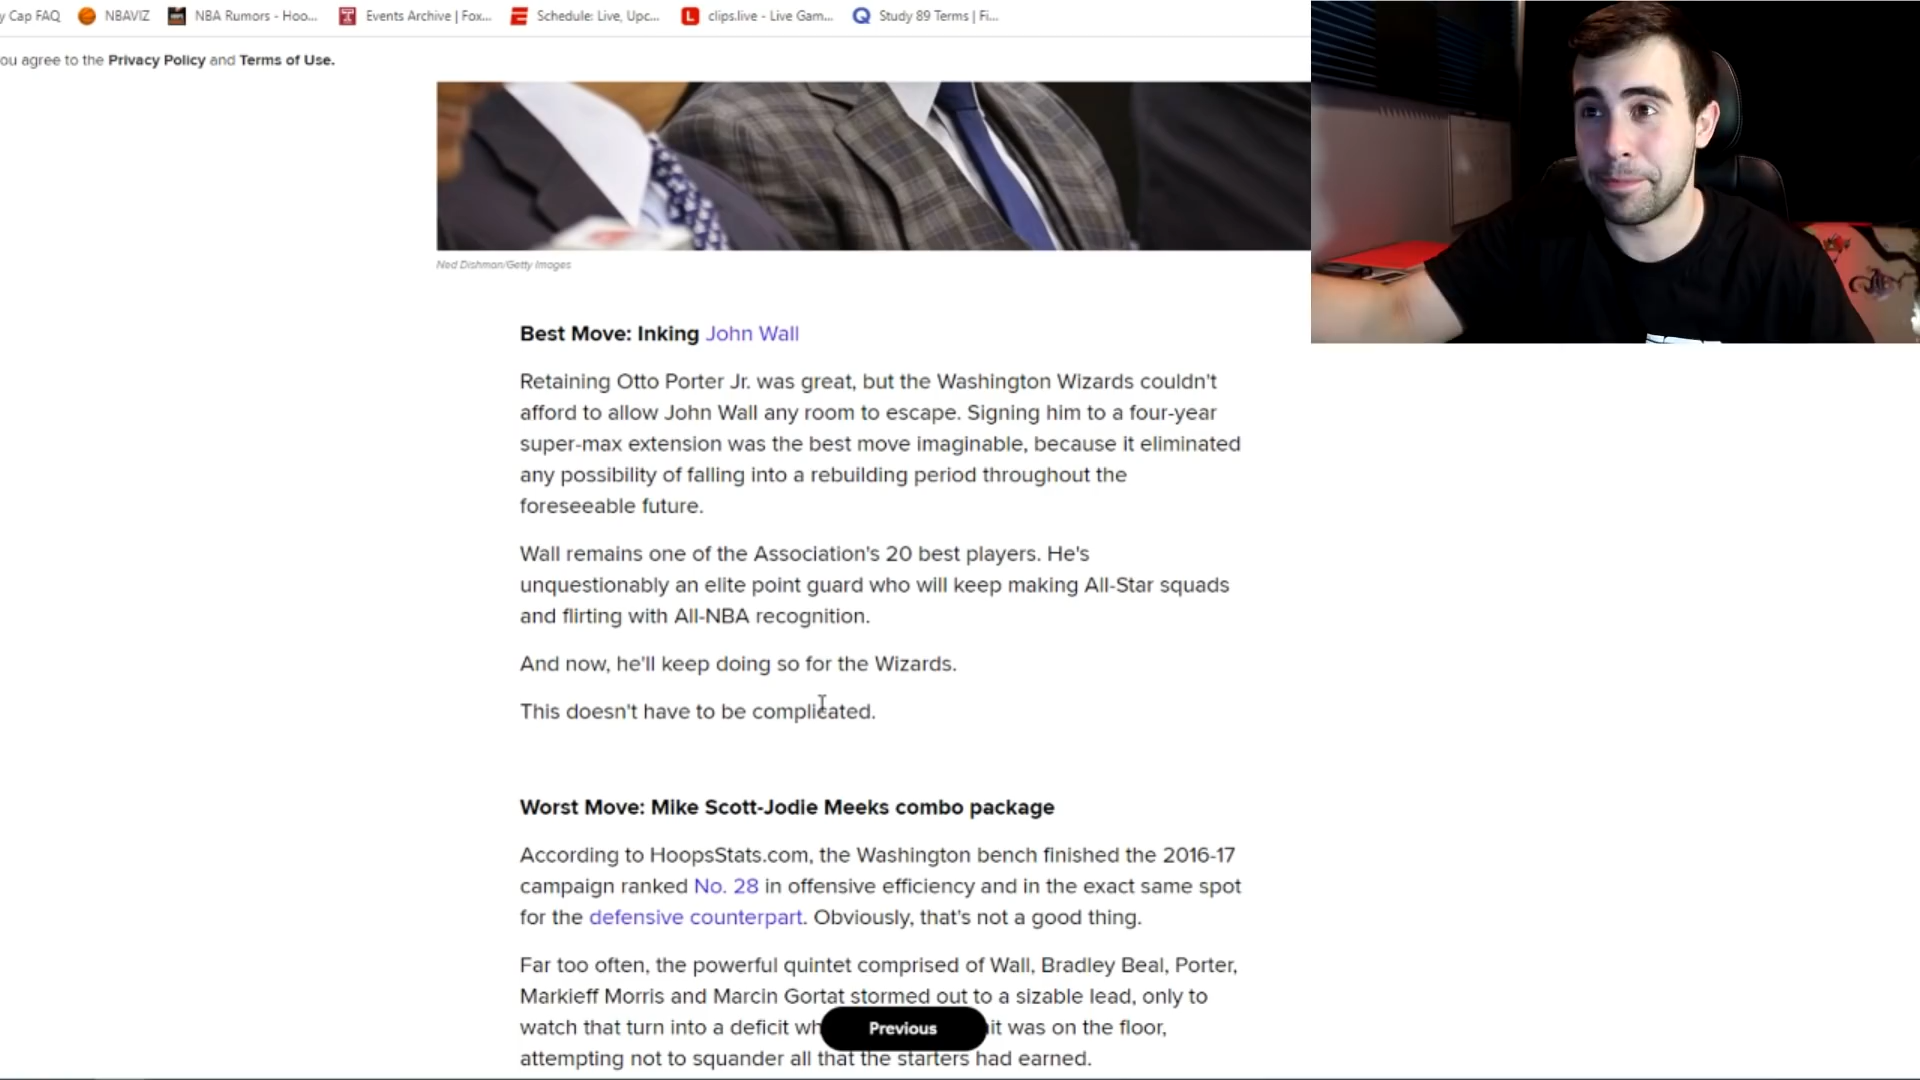 y Cap FAQ NBAVIZ NBA Rumors - Hoo... Events Archive | Fox... Schedule: Live, Upc... clips.live - Live Gam... Study 89 Terms | Fi...
ou agree to the Privacy Policy and Terms of Use.
Ned Dishman/Getty Images
Best Move: Inking John Wall
Retaining Otto Porter Jr. was great, but the Washington Wizards couldn't
afford to allow John Wall any room to escape. Signing him to a four-year
super-max extension was the best move imaginable, because it eliminated
any possibility of falling into a rebuilding period throughout the
foreseeable future.
Wall remains one of the Association's 20 best players. He's
unquestionably an elite point guard who will keep making All-Star squads
and flirting with All-NBA recognition.
And now, he'll keep doing so for the Wizards.
This doesn't have to be complicated.
Worst Move: Mike Scott-Jodie Meeks combo package
According to HoopsStats.com, the Washington bench finished the 2016-17
campaign ranked No. 28 in offensive efficiency and in the exact same spot
for the defensive counterpart. Obviously, that's not a good thing.
Far too often, the powerful quintet comprised of Wall, Bradley Beal, Porter,
Markieff Morris and Marcin Gortat stormed out to a sizable lead, only to
watch that turn into a deficit wh Previous it was on the floor,
attempting not to squander all that the starters had earned.